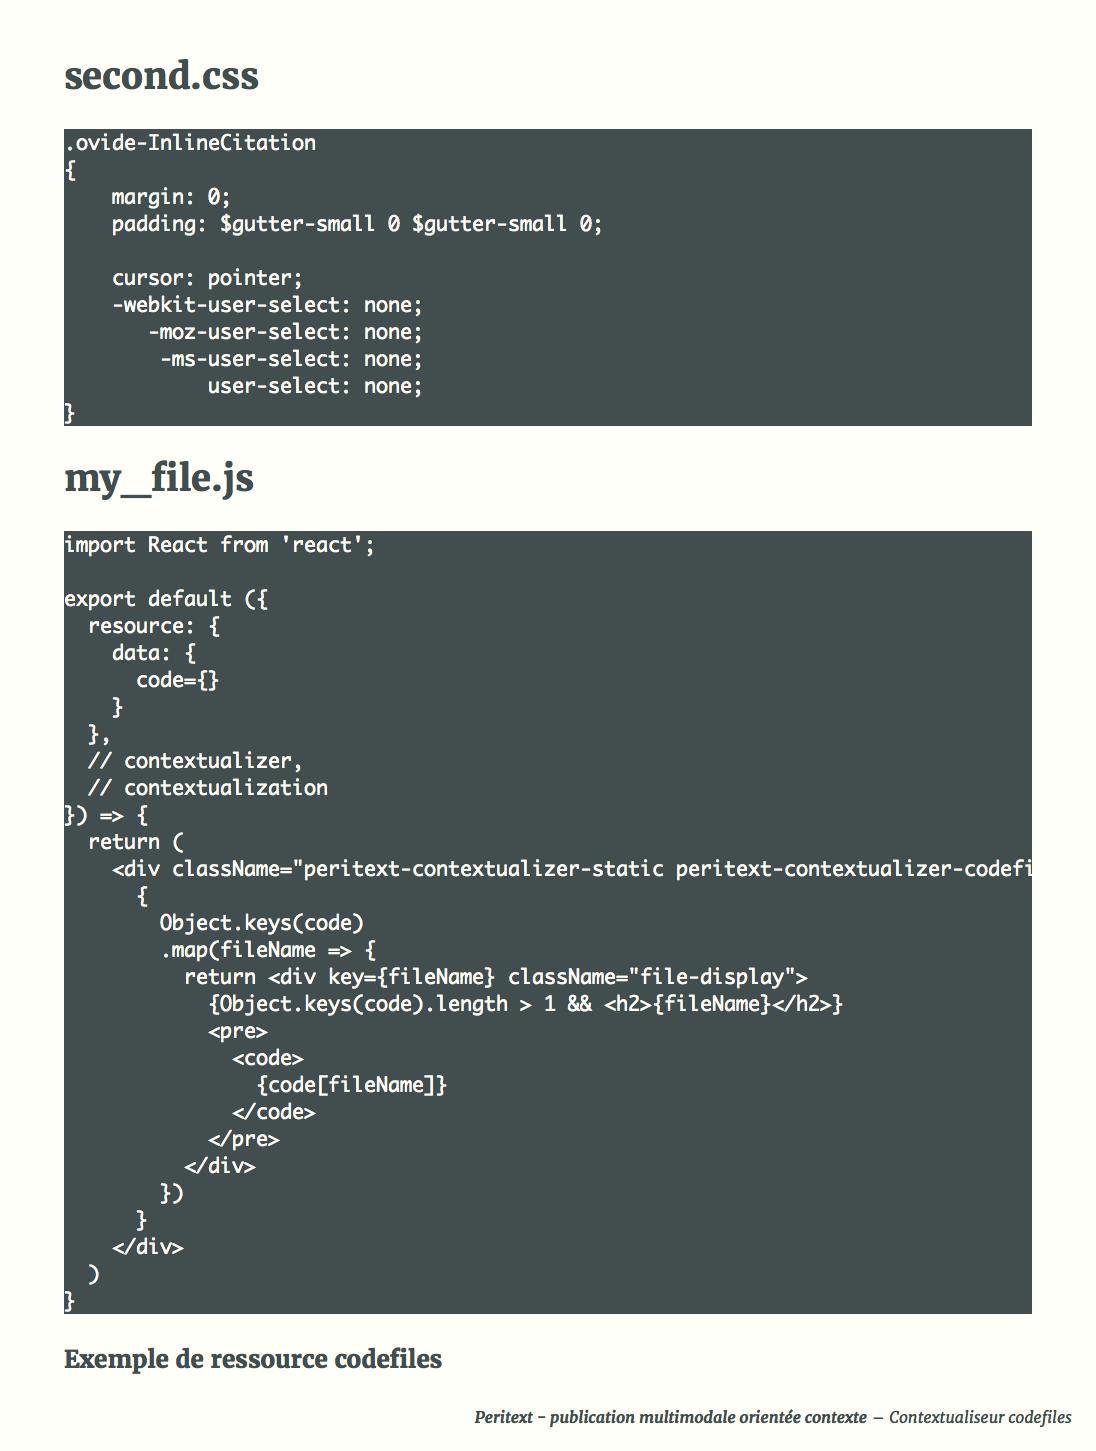 second.css
.ovide-InlineCitation
{
    margin: 0;
    padding: $gutter-small 0 $gutter-small 0;

    cursor: pointer;
    -webkit-user-select: none;
       -moz-user-select: none;
        -ms-user-select: none;
            user-select: none;
}
my_file.js
import React from 'react';

export default ({
  resource: {
    data: {
      code={}
    }
  },
  // contextualizer,
  // contextualization
}) => {
  return (
    <div className="peritext-contextualizer-static peritext-contextualizer-codefi
      {
        Object.keys(code)
        .map(fileName => {
          return <div key={fileName} className="file-display">
            {Object.keys(code).length > 1 && <h2>{fileName}</h2>}
            <pre>
              <code>
                {code[fileName]}
              </code>
            </pre>
          </div>
        })
      }
    </div>
  )
}
Exemple de ressource codefiles
Peritext - publication multimodale orientée contexte – Contextualiseur codefiles